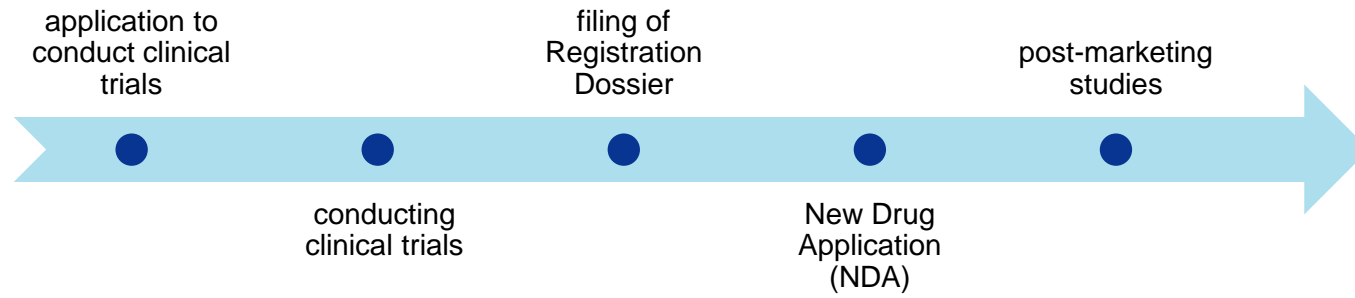 application to
conduct clinical
trials
conducting
clinical trials
filing of
Registration
Dossier
New Drug
Application
(NDA)
post-marketing
studies